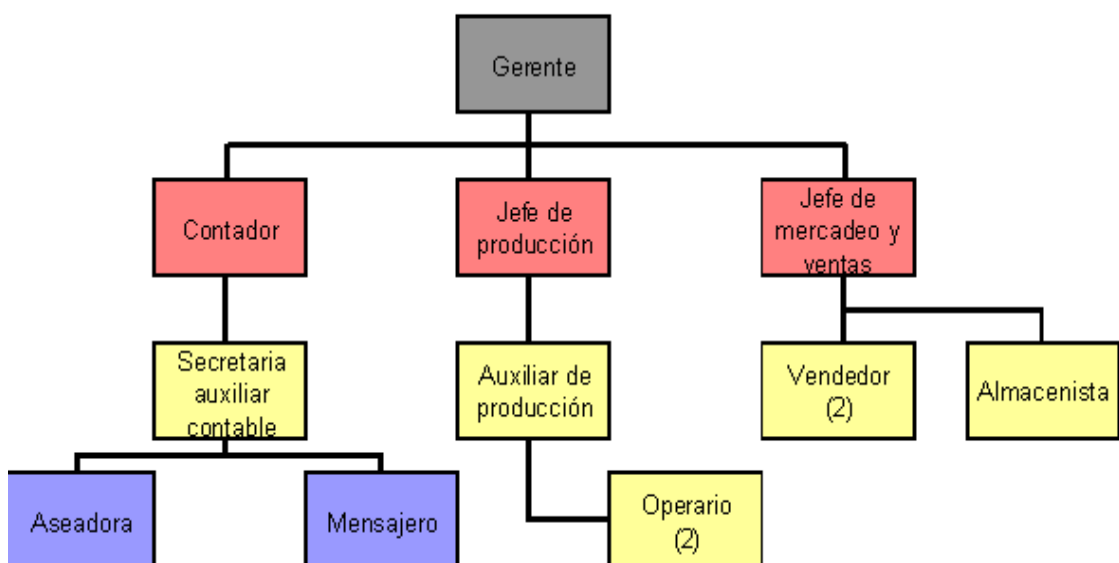 Gerente
Contador
Jefe de
producción
Jefe de
mercadeo y
ventas
Secretaria
auxiliar
contable
Auxiliar de
producción
Vendedor
(2)
Almacenista
Aseadora
Mensajero
Operario
(2)